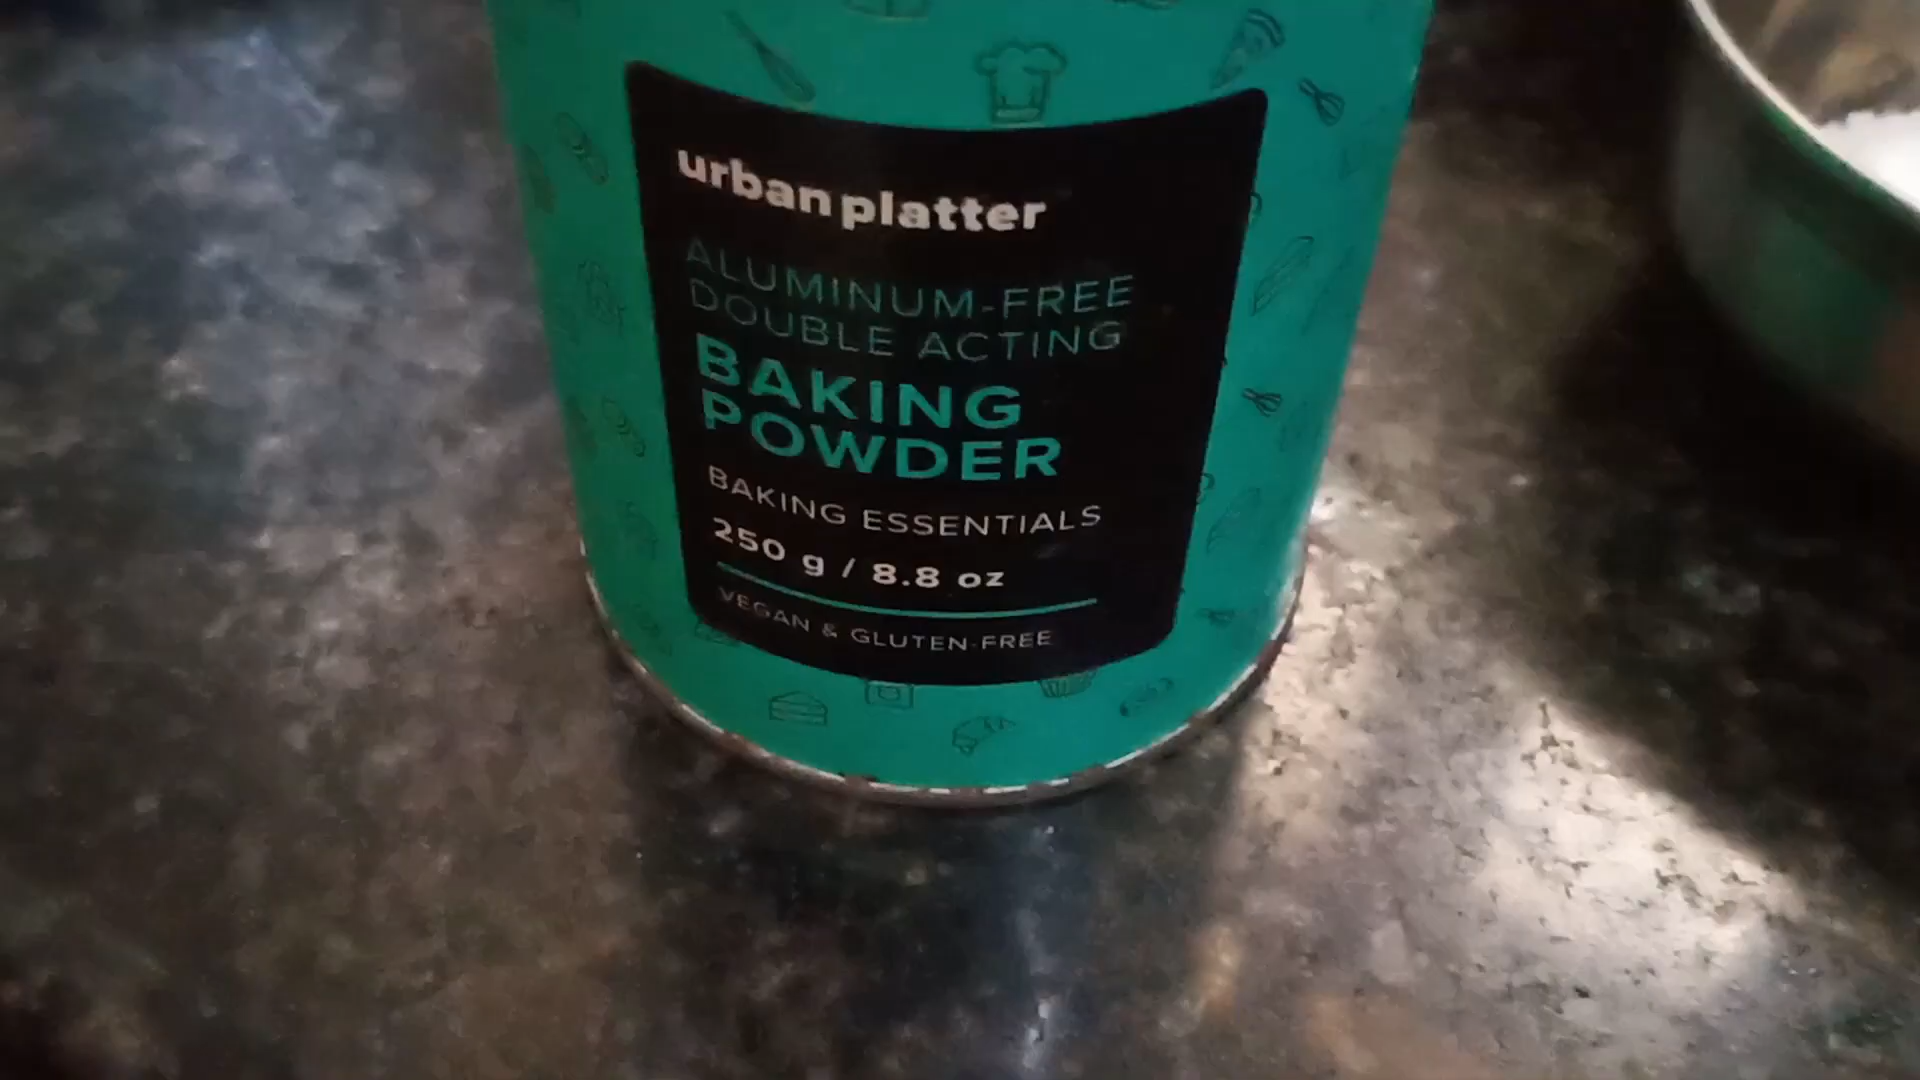 urban platter
ALUMINUM-FREE
DOUBLE ACTING
BAKING
POWDER
BAKING ESSENTIALS
250 g / 8.8 oz
VEGAN & GLUTEN-FREE